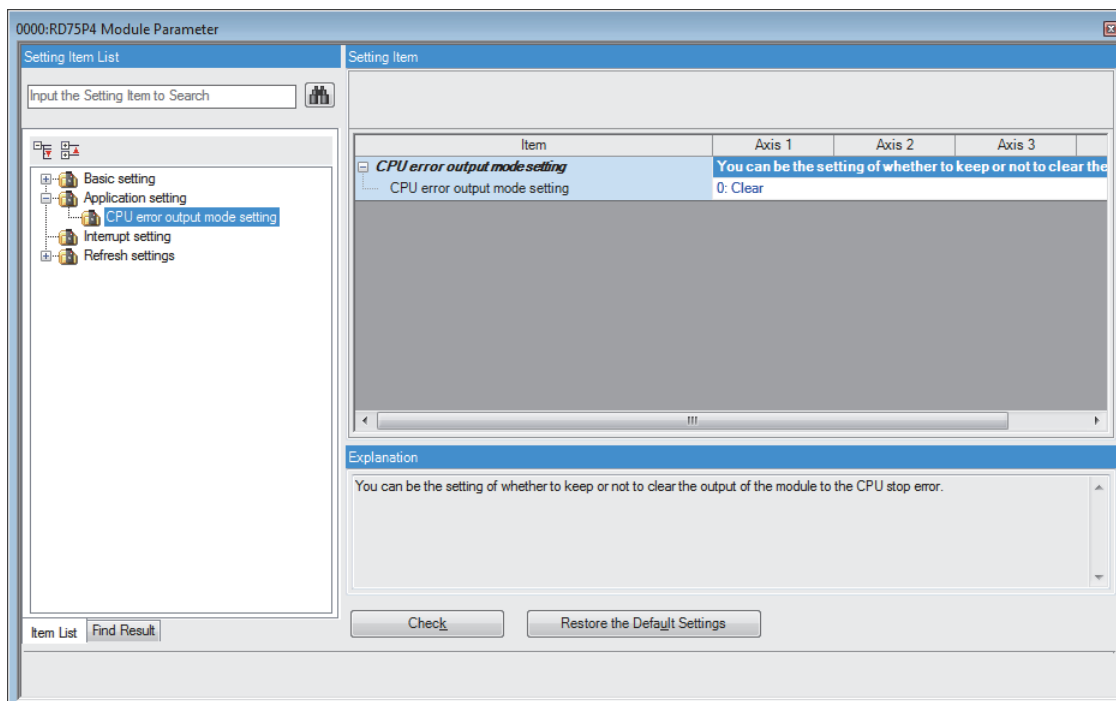 0000:RD75P4 Module Parameter
Setting Item List
Input the Setting Item to Search
Basic setting
Application setting
CPU error output mode setting
Interrupt setting
Refresh settings
Item List
Find Result
Setting Item
Item Axis 1 Axis 2 Axis 3
CPU error output mode setting You can be the setting of whether to keep or not to clear the
CPU error output mode setting 0: Clear
Explanation
You can be the setting of whether to keep or not to clear the output of the module to the CPU stop error.
Check Restore the Default Settings